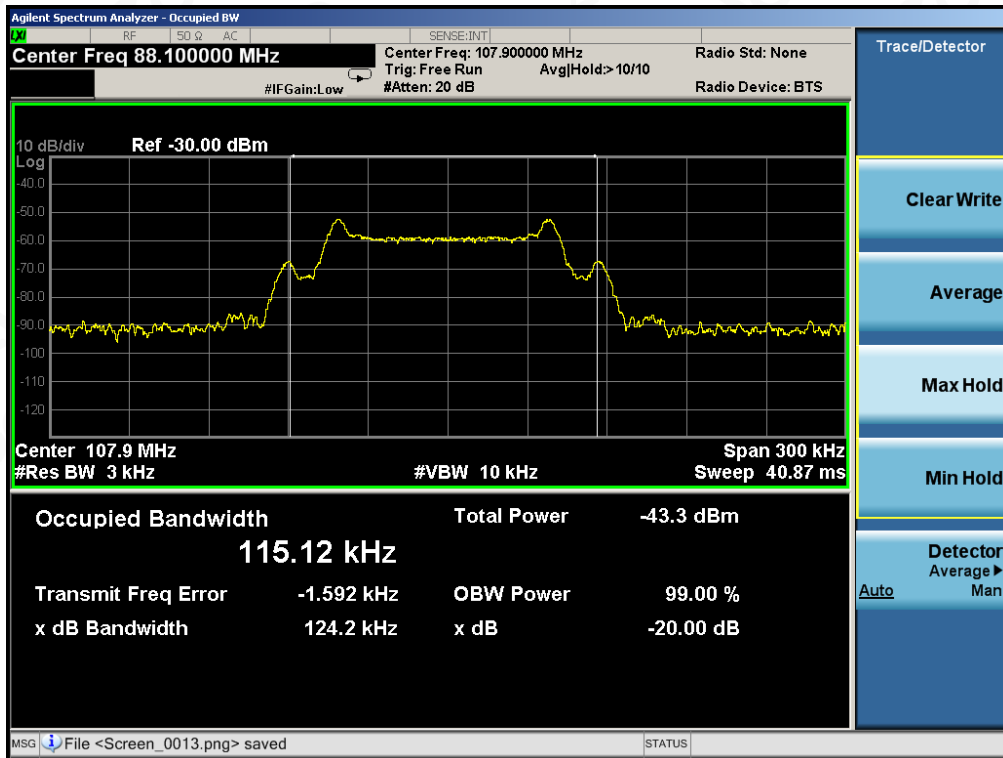 Agilent Spectrum Analyzer - Occupied BW
LXI RF 50 Ω AC SENSE:INT
Center Freq 88.100000 MHz
Center Freq: 107.900000 MHz
Radio Std: None
Trig: Free Run Avg|Hold:>10/10
#IFGain:Low
#Atten: 20 dB
Radio Device: BTS
10 dB/div Ref -30.00 dBm
Log
-40.0
-50.0
-60.0
-70.0
-80.0
-90.0
-100
-110
-120
Center 107.9 MHz
Span 300 kHz
#Res BW 3 kHz
#VBW 10 kHz
Sweep 40.87 ms
Occupied Bandwidth
Total Power -43.3 dBm
115.12 kHz
Transmit Freq Error -1.592 kHz
OBW Power 99.00 %
x dB Bandwidth 124.2 kHz
x dB -20.00 dB
Trace/Detector
Clear Write
Average
Max Hold
Min Hold
Detector
Average▶
Auto Man
MSG File <Screen_0013.png> saved
STATUS